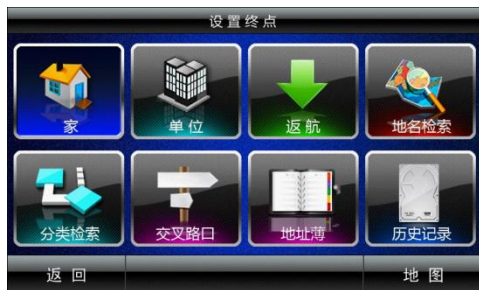 设置终点
家
单位
返航
地名检索
分类检索
交叉路口
地址薄
历史记录
返 回
地 图